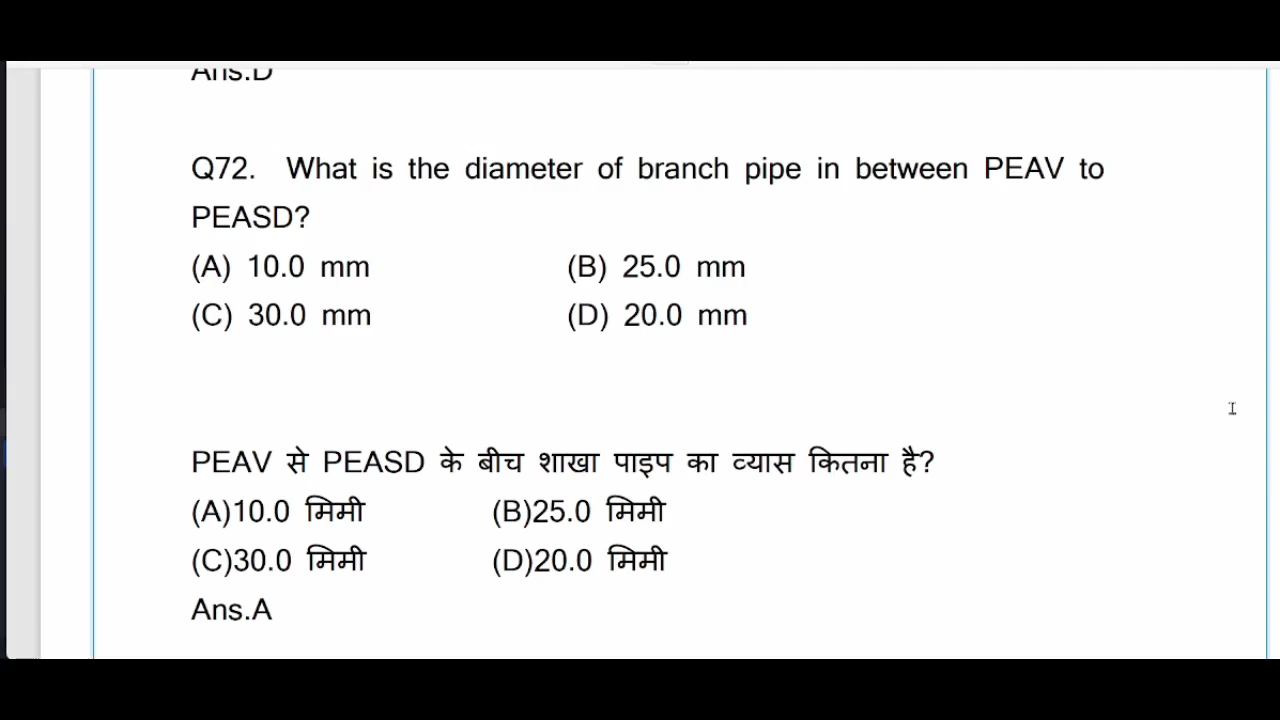 Ans.D
Q72. What is the diameter of branch pipe in between PEAV to
PEASD?
(A) 10.0 mm (B) 25.0 mm
(C) 30.0 mm (D) 20.0 mm
PEAV से PEASD के बीच शाखा पाइप का व्यास कितना है?
(A)10.0 मिमी (B)25.0 मिमी
(C)30.0 मिमी (D)20.0 मिमी
Ans.A